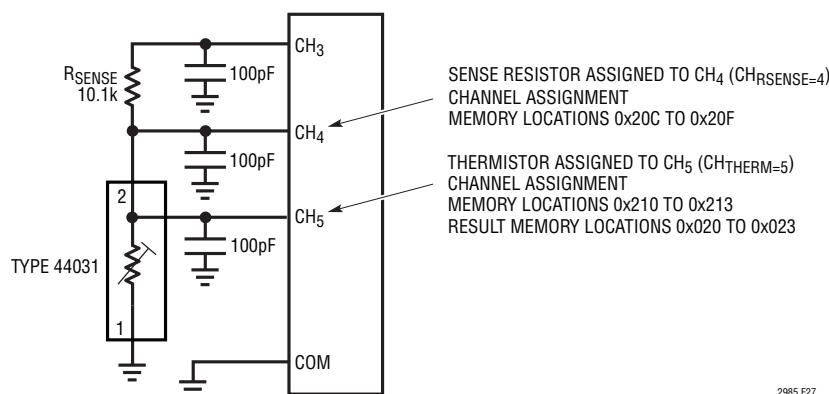 CH3
RSENSE
10.1k
100pF
CH4
100pF
SENSE RESISTOR ASSIGNED TO CH4 (CHRSENSE=4)
CHANNEL ASSIGNMENT
MEMORY LOCATIONS 0x20C TO 0x20F
2
CH5
100pF
THERMISTOR ASSIGNED TO CH5 (CHTHERM=5)
CHANNEL ASSIGNMENT
MEMORY LOCATIONS 0x210 TO 0x213
RESULT MEMORY LOCATIONS 0x020 TO 0x023
TYPE 44031
1
COM
2985 F27